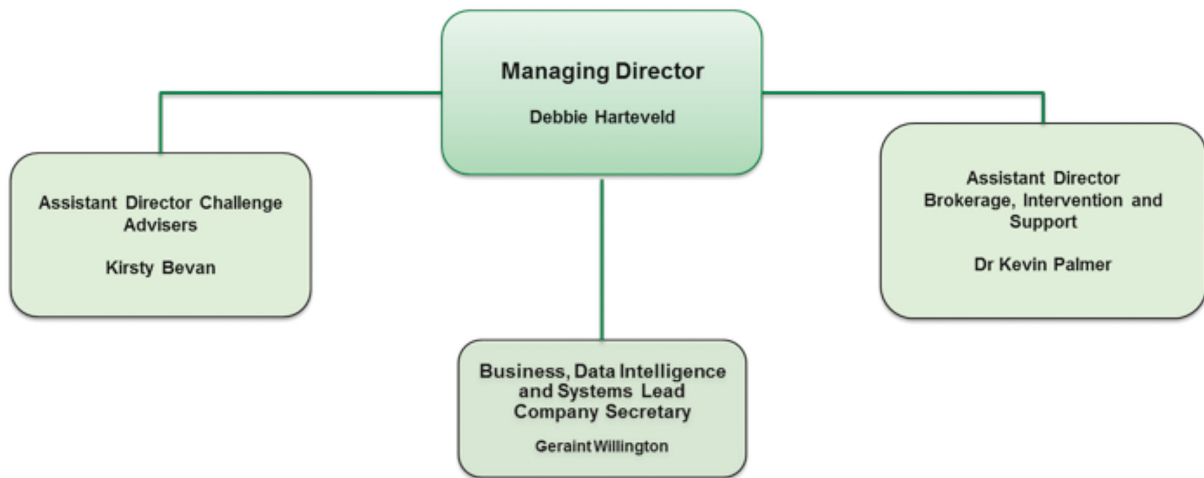 Managing Director
Debbie Harteveld
Assistant Director Challenge
Advisers
Kirsty Bevan
Assistant Director
Brokerage, Intervention and
Support
Dr Kevin Palmer
Business, Data Intelligence
and Systems Lead
Company Secretary
Geraint Willington